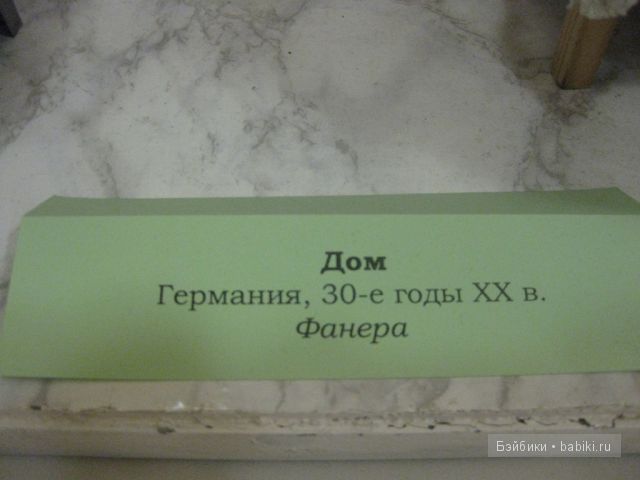 Дом
Германия, 30-е годы XX в.
Фанера
Бэйбики • babiki.ru